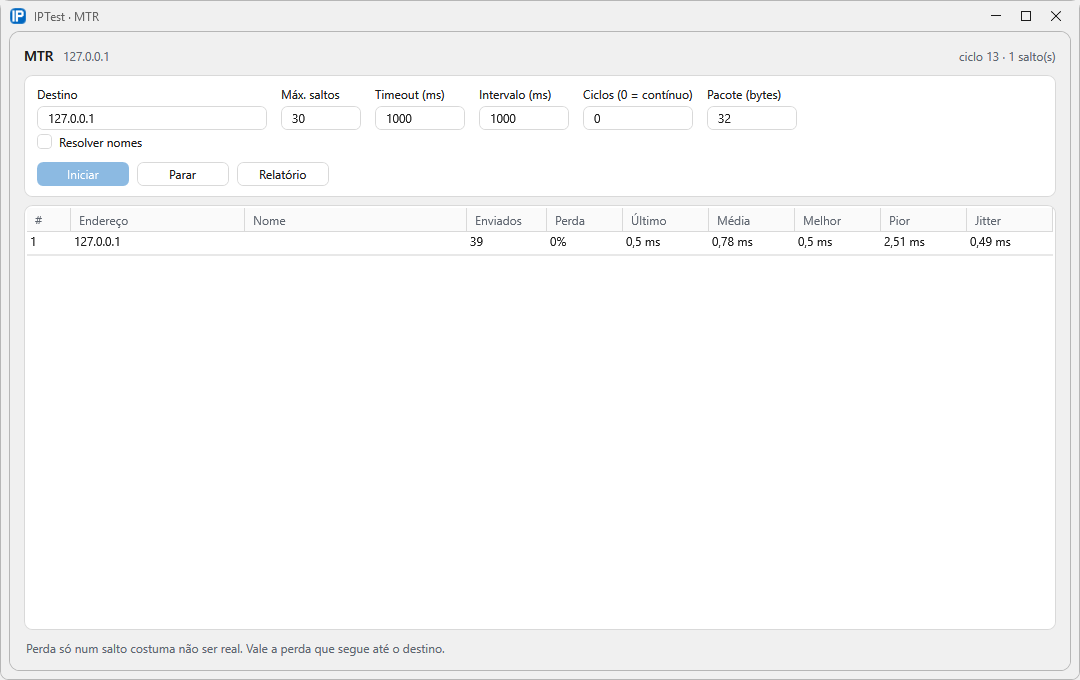 IP IPTest · MTR
MTR 127.0.0.1 ciclo 13 · 1 salto(s)
Destino Máx. saltos Timeout (ms) Intervalo (ms) Ciclos (0 = contínuo) Pacote (bytes)
127.0.0.1 30 1000 1000 0 32
Resolver nomes
Iniciar Parar Relatório
# Endereço Nome Enviados Perda Último Média Melhor Pior Jitter
1 127.0.0.1 39 0% 0,5 ms 0,78 ms 0,5 ms 2,51 ms 0,49 ms
Perda só num salto costuma não ser real. Vale a perda que segue até o destino.